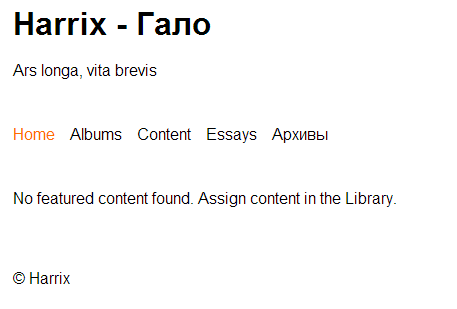 Harrix - Гало
Ars longa, vita brevis
Home Albums Content Essays Архивы
No featured content found. Assign content in the Library.
© Harrix